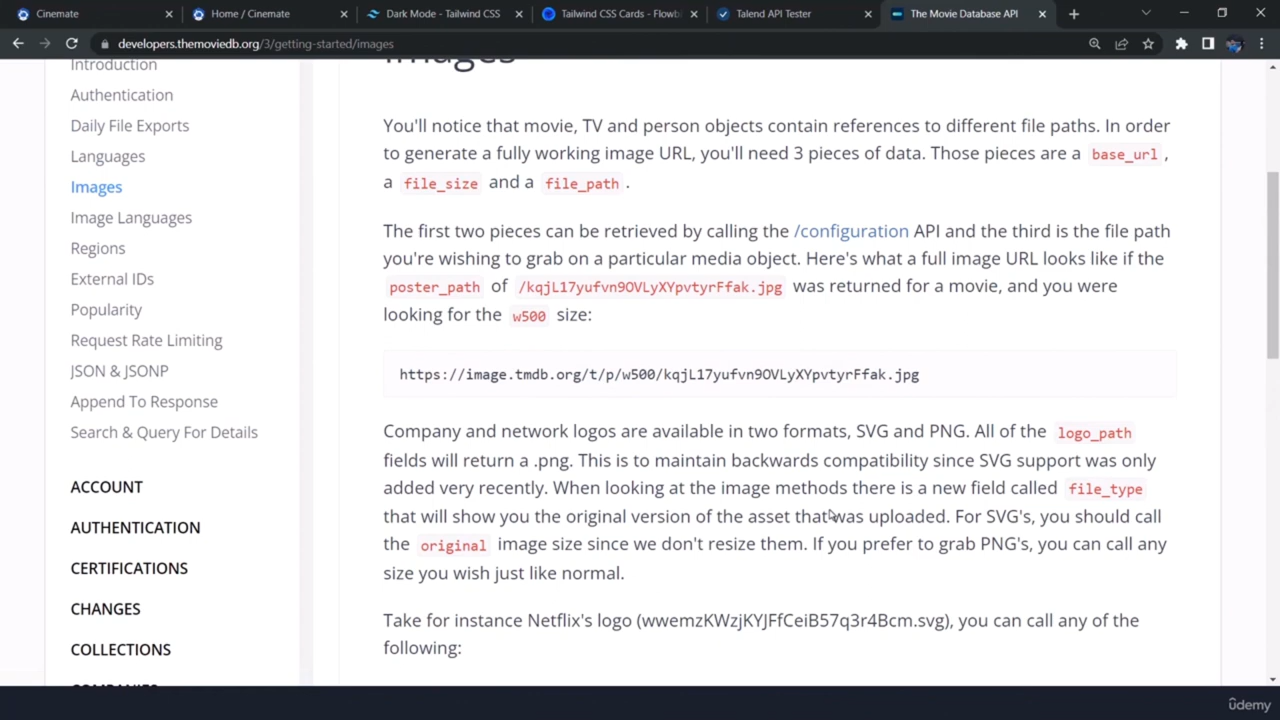 Cinemate
Home / Cinemate
Dark Mode - Tailwind CSS
Tailwind CSS Cards - Flowb
Talend API Tester
The Movie Database API
developers.themoviedb.org/3/getting-started/images
Introduction
Authentication
Daily File Exports
Languages
Images
Image Languages
Regions
External IDs
Popularity
Request Rate Limiting
JSON & JSONP
Append To Response
Search & Query For Details
ACCOUNT
AUTHENTICATION
CERTIFICATIONS
CHANGES
COLLECTIONS
COMPANIES
Images
You'll notice that movie, TV and person objects contain references to different file paths. In order
to generate a fully working image URL, you'll need 3 pieces of data. Those pieces are a base_url ,
a file_size and a file_path .
The first two pieces can be retrieved by calling the /configuration API and the third is the file path
you're wishing to grab on a particular media object. Here's what a full image URL looks like if the
poster_path of /kqjL17yufvn9OVLyXYpvtyrFfak.jpg was returned for a movie, and you were
looking for the w500 size:
https://image.tmdb.org/t/p/w500/kqjL17yufvn9OVLyXYpvtyrFfak.jpg
Company and network logos are available in two formats, SVG and PNG. All of the logo_path
fields will return a .png. This is to maintain backwards compatibility since SVG support was only
added very recently. When looking at the image methods there is a new field called file_type
that will show you the original version of the asset that was uploaded. For SVG's, you should call
the original image size since we don't resize them. If you prefer to grab PNG's, you can call any
size you wish just like normal.
Take for instance Netflix's logo (wwemzKWzjKYJFfCeiB57q3r4Bcm.svg), you can call any of the
following:
ûdemy